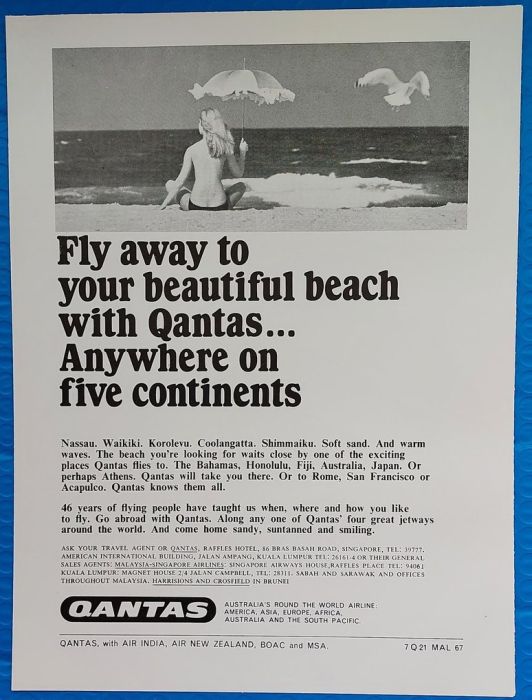 Fly away to
your beautiful beach
with Qantas...
Anywhere on
five continents
Nassau. Waikiki. Korolevu. Coolangatta. Shimmaiku. Soft sand. And warm
waves. The beach you're looking for waits close by one of the exciting
places Qantas flies to. The Bahamas, Honolulu, Fiji, Australia, Japan. Or
perhaps Athens. Qantas will take you there. Or to Rome, San Francisco or
Acapulco. Qantas knows them all.
46 years of flying people have taught us when, where and how you like
to fly. Go abroad with Qantas. Along any one of Qantas' four great jetways
around the world. And come home sandy, suntanned and smiling.
ASK YOUR TRAVEL AGENT OR QANTAS, RAFFLES HOTEL, 86 BRAS BASAH ROAD, SINGAPORE, TEL: 39777.
AMERICAN INTERNATIONAL BUILDING, JALAN AMPANG, KUALA LUMPUR TEL: 26161-4 OR THEIR GENERAL
SALES AGENTS: MALAYSIA-SINGAPORE AIRLINES: SINGAPORE AIRWAYS HOUSE, RAFFLES PLACE TEL: 94061
KUALA LUMPUR: MAGNET HOUSE 2/4 JALAN CAMPBELL, TEL: 28311. SABAH AND SARAWAK AND OFFICES
THROUGHOUT MALAYSIA. HARRISIONS AND CROSFIELD IN BRUNEI
QANTAS
AUSTRALIA'S ROUND THE WORLD AIRLINE:
AMERICA, ASIA, EUROPE, AFRICA,
AUSTRALIA AND THE SOUTH PACIFIC.
QANTAS, with AIR INDIA, AIR NEW ZEALAND, BOAC and MSA.
7Q21 MAL 67